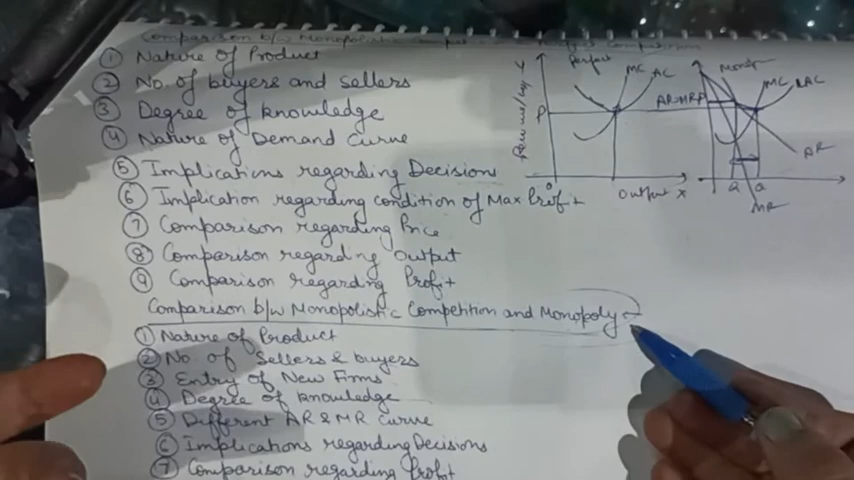 Comparison b/w Monopolistic Competition
① Nature of Product
② No. of buyers and sellers
③ Degree of knowledge
④ Nature of Demand Curve
⑤ Implications regarding Decisions
⑥ Implication regarding condition of Max Profit
⑦ Comparison regarding Price
⑧ Comparison regarding Output
⑨ Comparison regarding Profit
Perfect
Y
MC
AC
P
O
Output X
MC
LAC
AR
MR
Comparison b/w Monopolistic Competition and Monopoly -
① Nature of Product
② No. of Sellers & buyers
③ Entry of New Firms
④ Degree of knowledge
⑤ Different AR & MR Curve
⑥ Implications regarding Decisions
⑦ Comparison regarding Profit